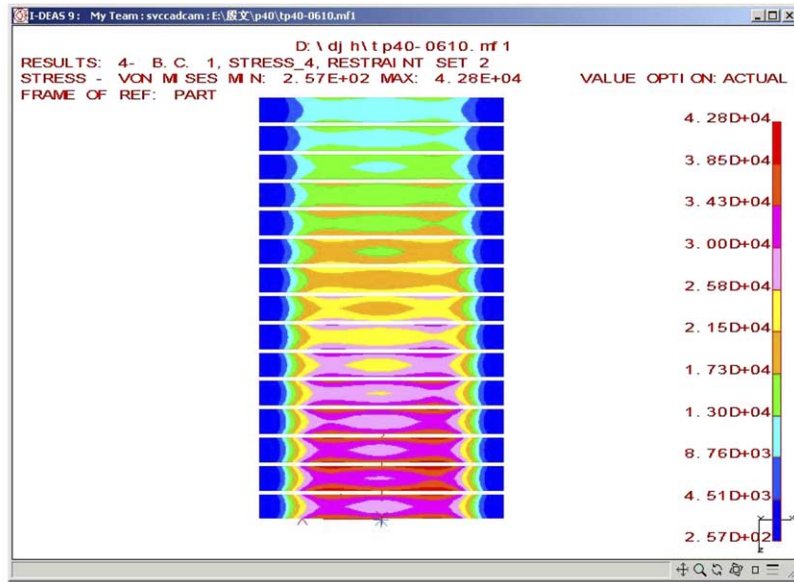 I-DEAS 9 : My Team : svccadcam : E:\殷文\p40\tp40-0610.mf1
D:\djh\tp40-0610.mf1
RESULTS: 4- B.C. 1, STRESS_4, RESTRAINT SET 2
STRESS - VON MISES MIN: 2.57E+02 MAX: 4.28E+04 VALUE OPTION: ACTUAL
FRAME OF REF: PART
4.28D+04
3.85D+04
3.43D+04
3.00D+04
2.58D+04
2.15D+04
1.73D+04
1.30D+04
8.76D+03
4.51D+03
2.57D+02